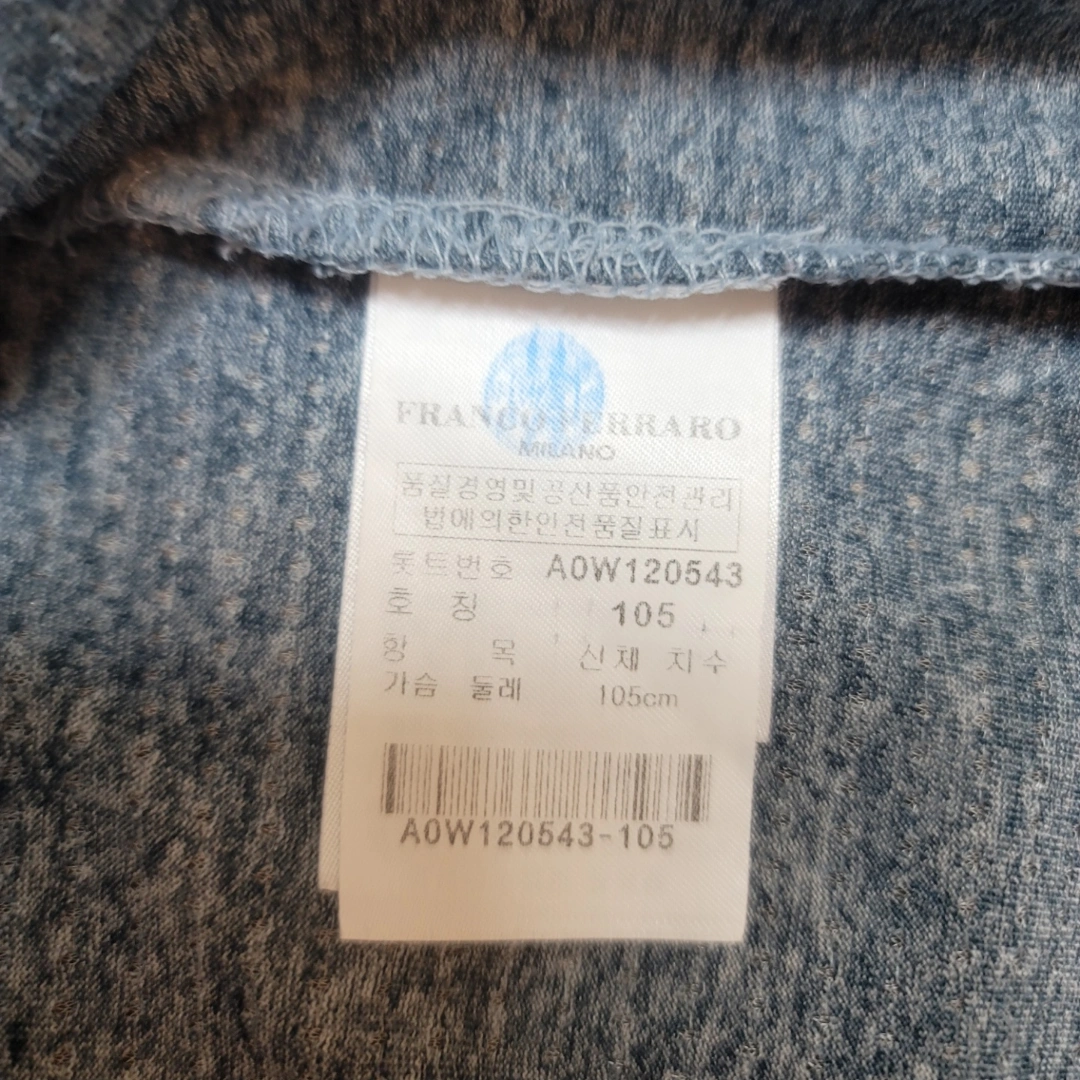 FRANCO FERRARO
MILANO
품질경영및공산품안전관리
법에의한안전품질표시
롯트번호 A0W120543
호 칭 105
항 목 신체 치수
가슴 둘레 105cm
A0W120543-105